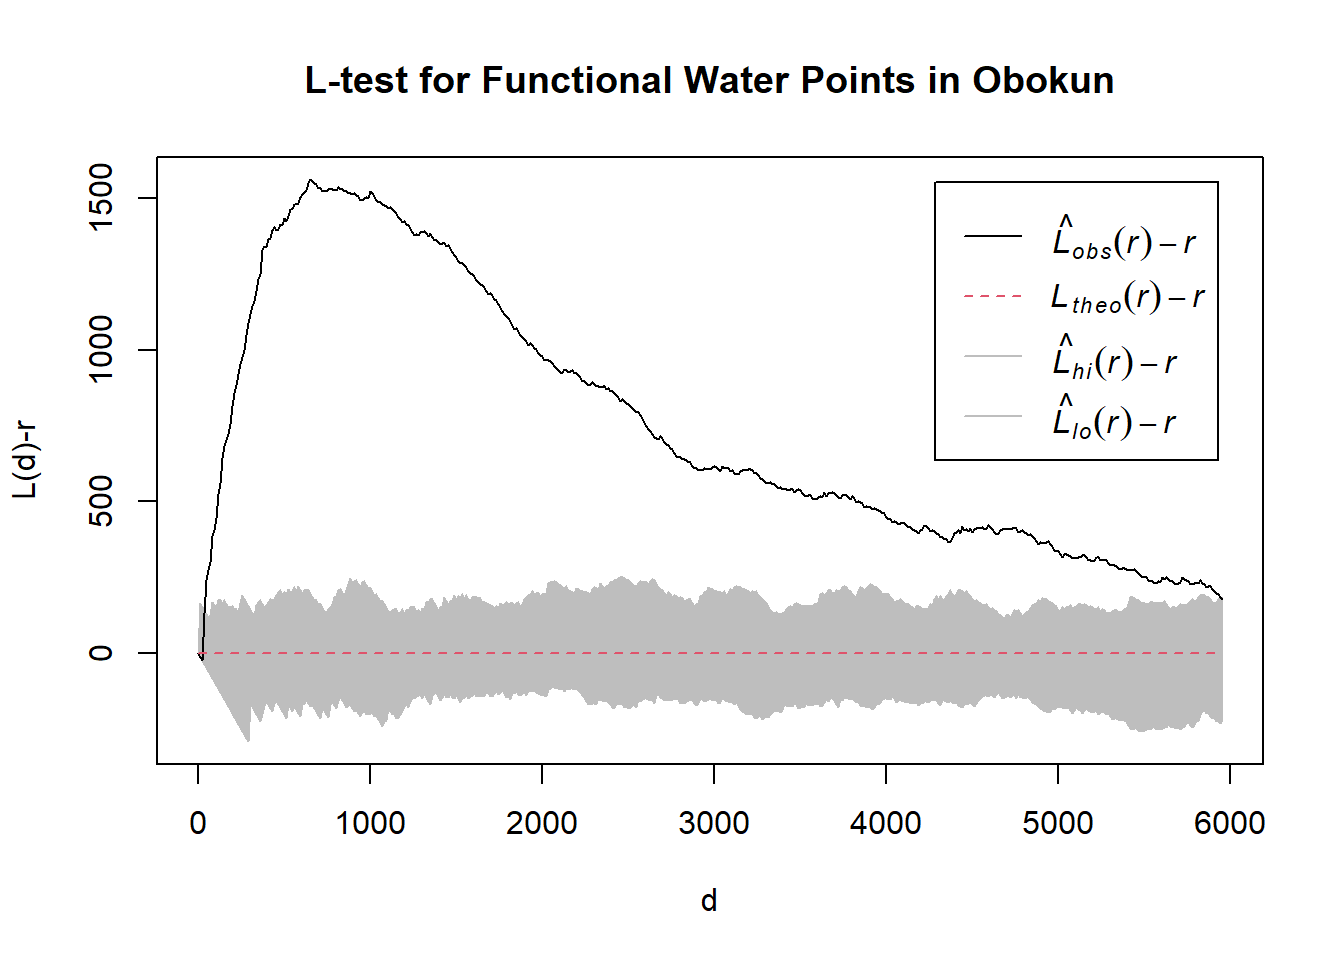 L-test for Functional Water Points in Obokun
L(d)-r
1500
1000
500
0
L̂obs(r) − r
Ltheo(r) − r
L̂hi(r) − r
L̂lo(r) − r
0 1000 2000 3000 4000 5000 6000
d